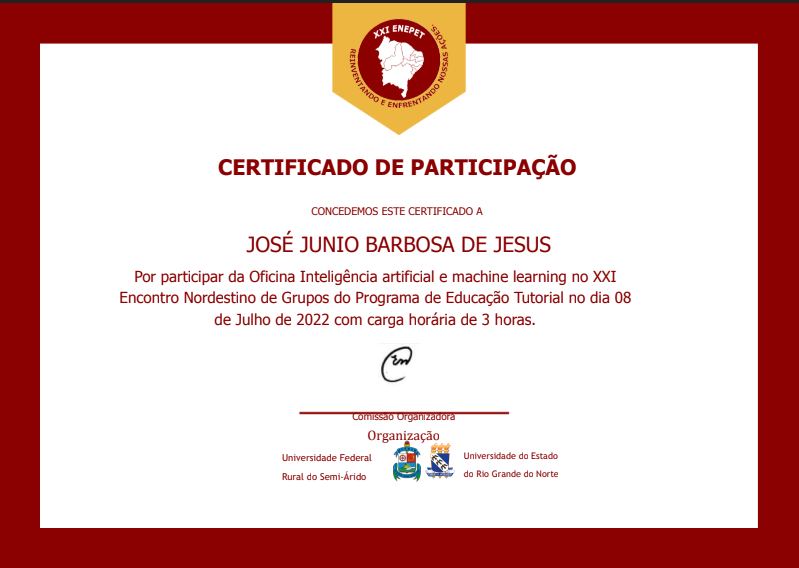 XXI ENEPET
REINVENTANDO E ENFRENTANDO NOSSAS AÇÕES.
CERTIFICADO DE PARTICIPAÇÃO
CONCEDEMOS ESTE CERTIFICADO A
JOSÉ JUNIO BARBOSA DE JESUS
Por participar da Oficina Inteligência artificial e machine learning no XXI
Encontro Nordestino de Grupos do Programa de Educação Tutorial no dia 08
de Julho de 2022 com carga horária de 3 horas.
Comissão Organizadora
Organização
Universidade Federal
Rural do Semi-Árido
Universidade do Estado
do Rio Grande do Norte